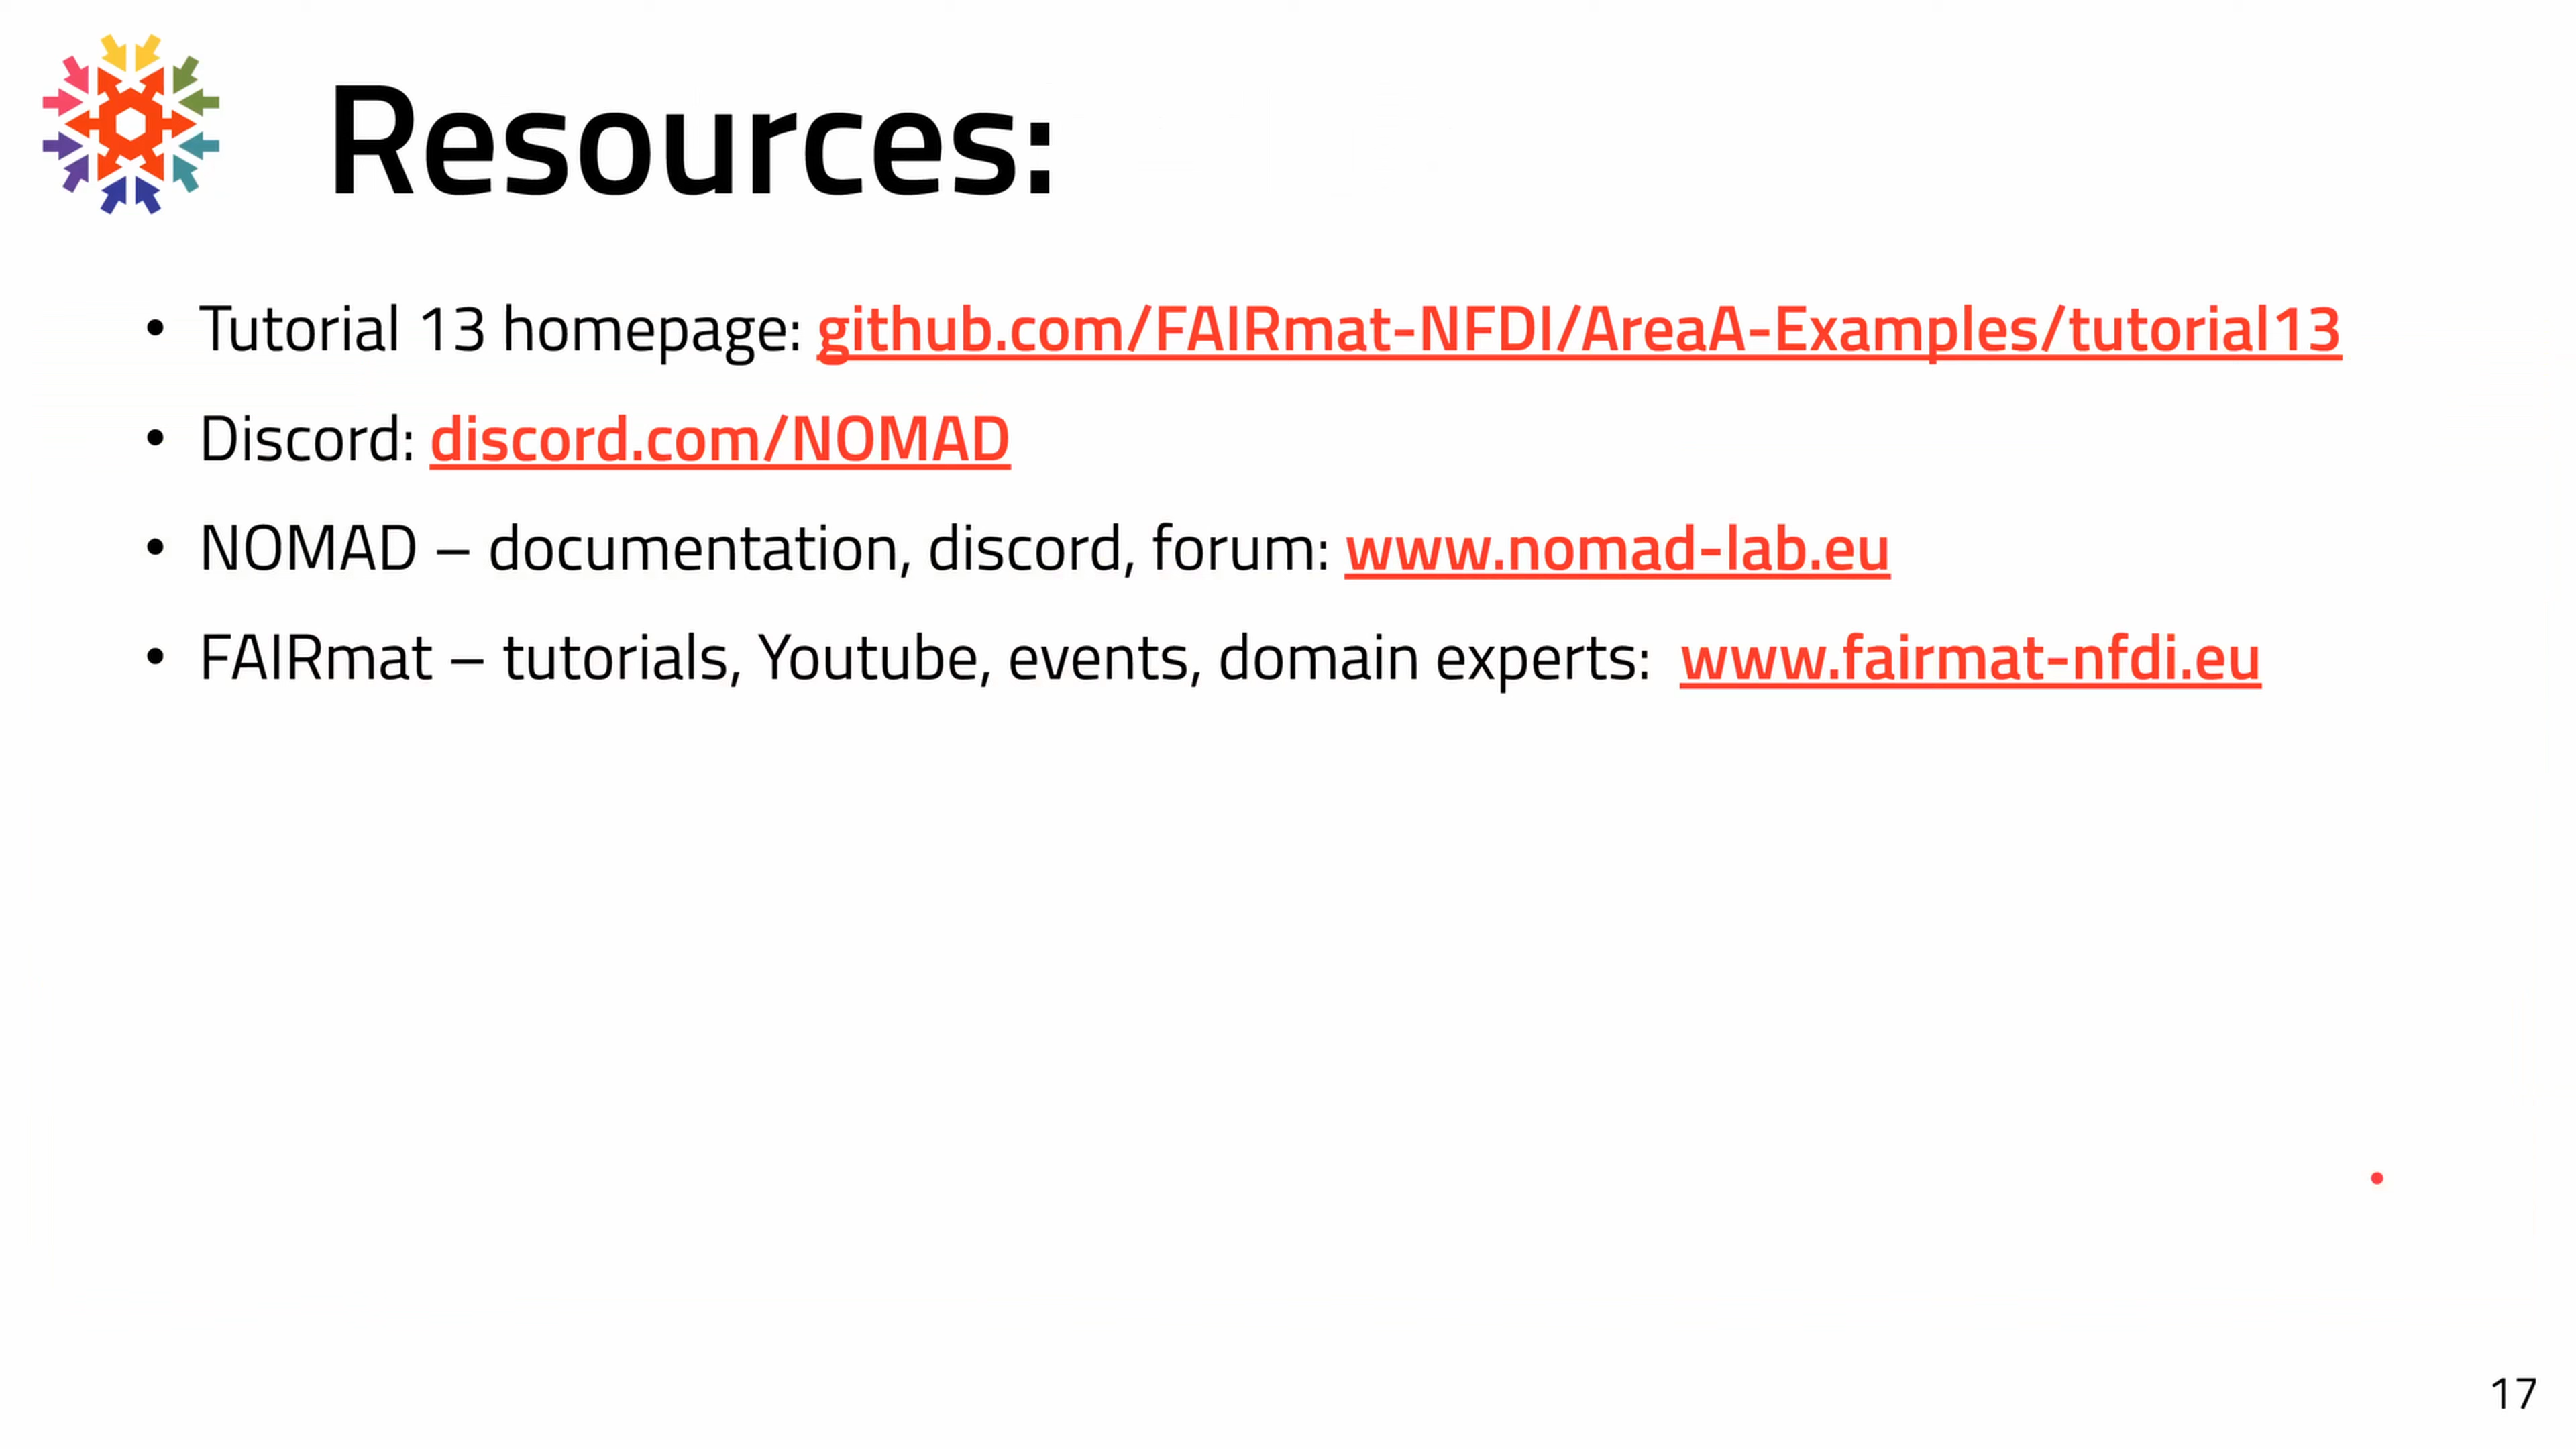 Resources:
• Tutorial 13 homepage: github.com/FAIRmat-NFDI/AreaA-Examples/tutorial13
• Discord: discord.com/NOMAD
• NOMAD – documentation, discord, forum: www.nomad-lab.eu
• FAIRmat – tutorials, Youtube, events, domain experts: www.fairmat-nfdi.eu
17